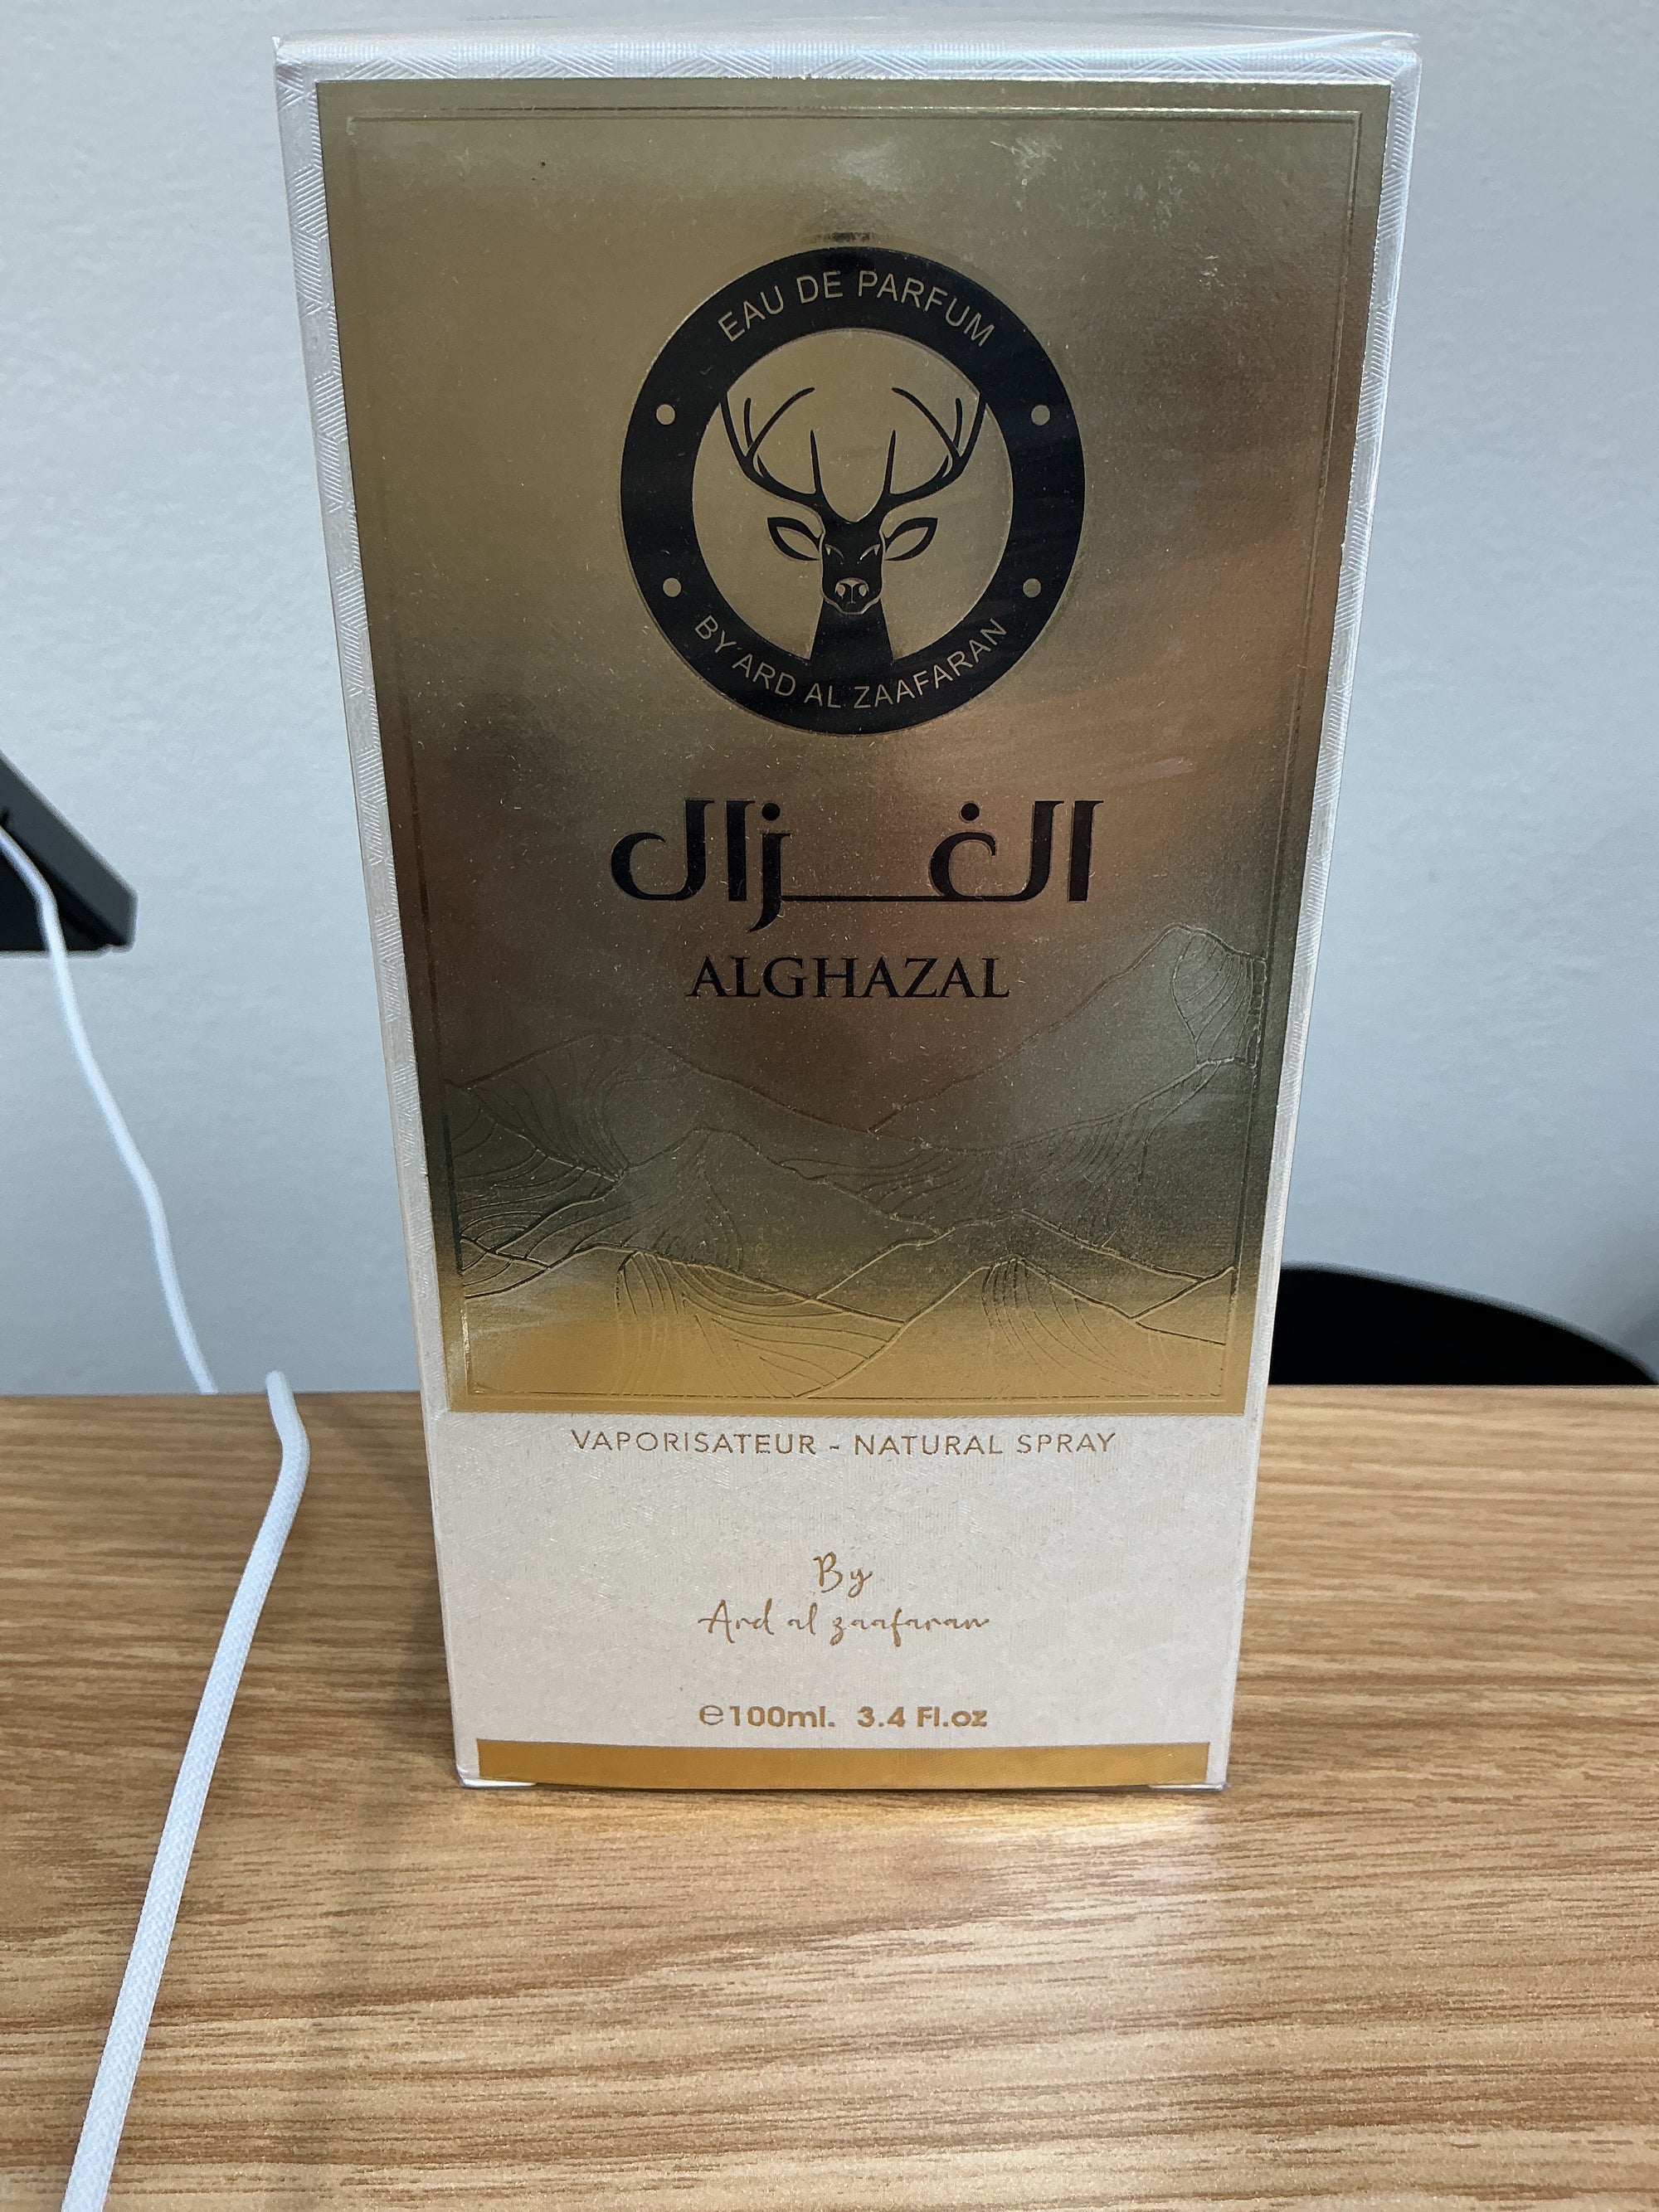 EAU DE PARFUM
BY ARD AL ZAAFARAN
الغزال
ALGHAZAL
VAPORISATEUR - NATURAL SPRAY
By
Ard al zaafaran
℮100ml. 3.4 Fl.oz